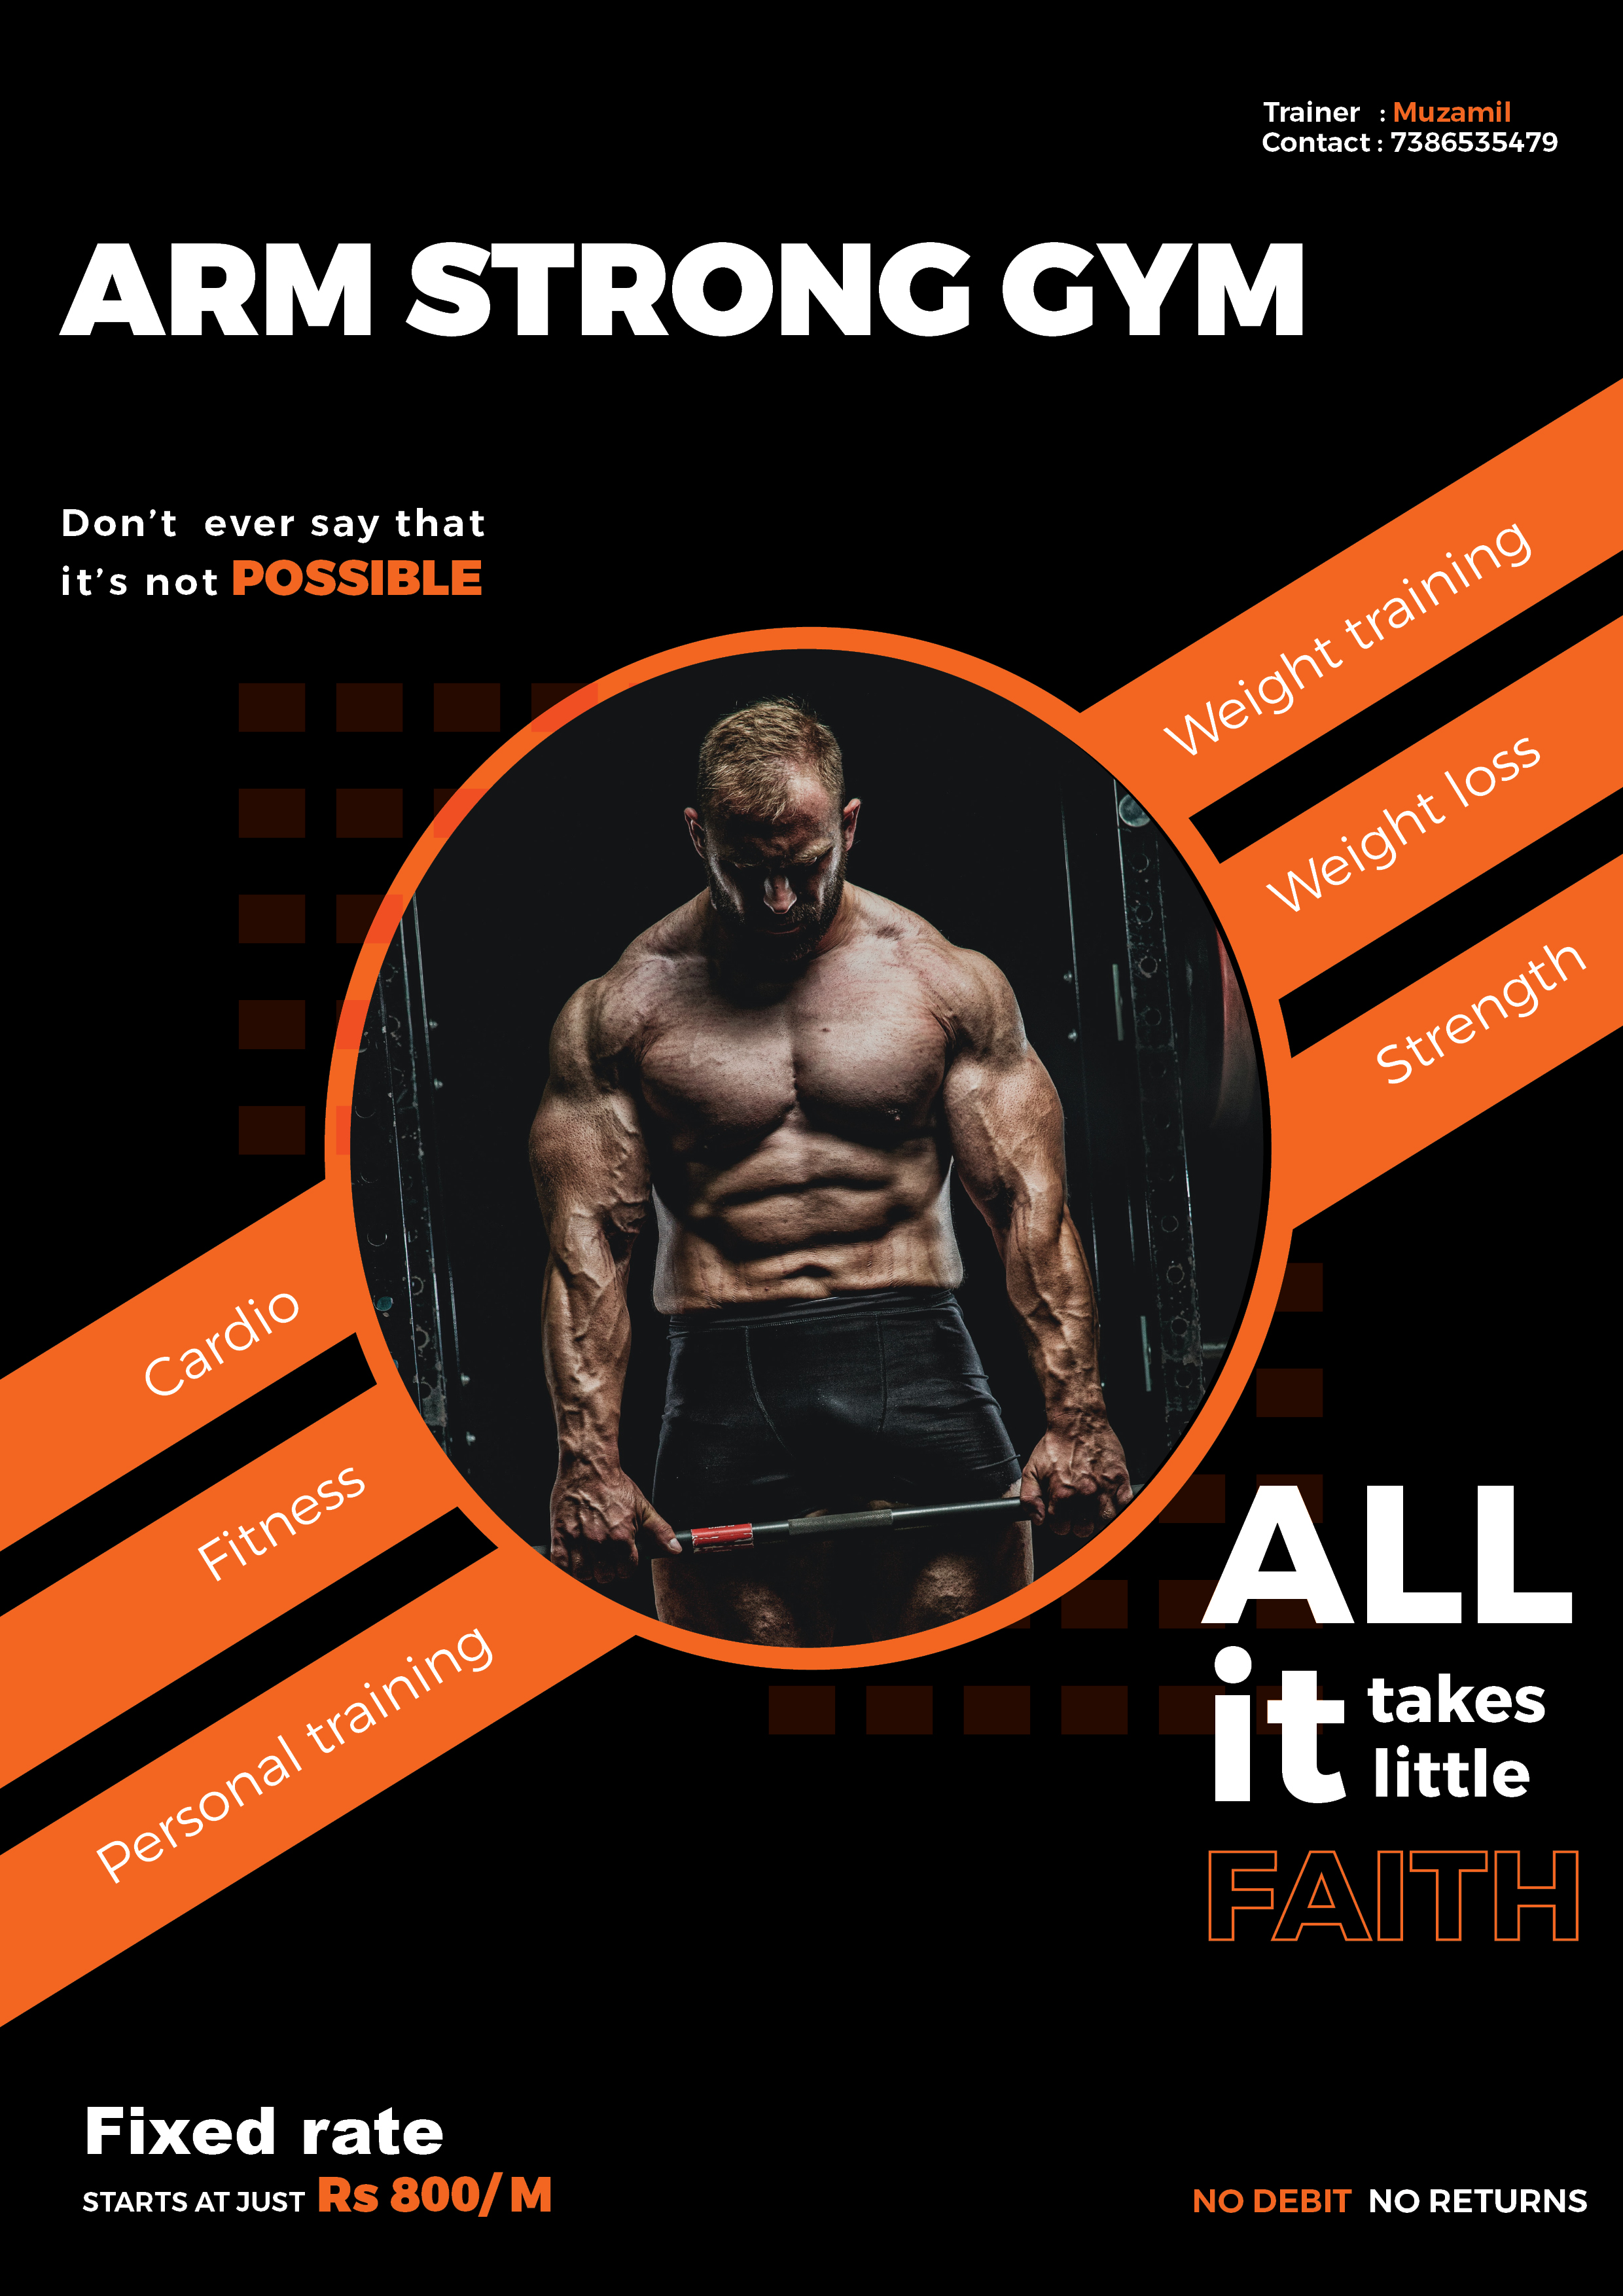 Trainer : Muzamil
Contact : 7386535479
ARM STRONG GYM
Don’t ever say that
it’s not POSSIBLE
Weight training
Weight loss
Strength
Cardio
Fitness
Personal training
ALL
it takes
little
FAITH
Fixed rate
STARTS AT JUST Rs 800/M
NO DEBIT NO RETURNS